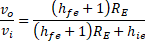 v_o / v_i = (h_fe + 1)R_E / ((h_fe + 1)R_E + h_ie)